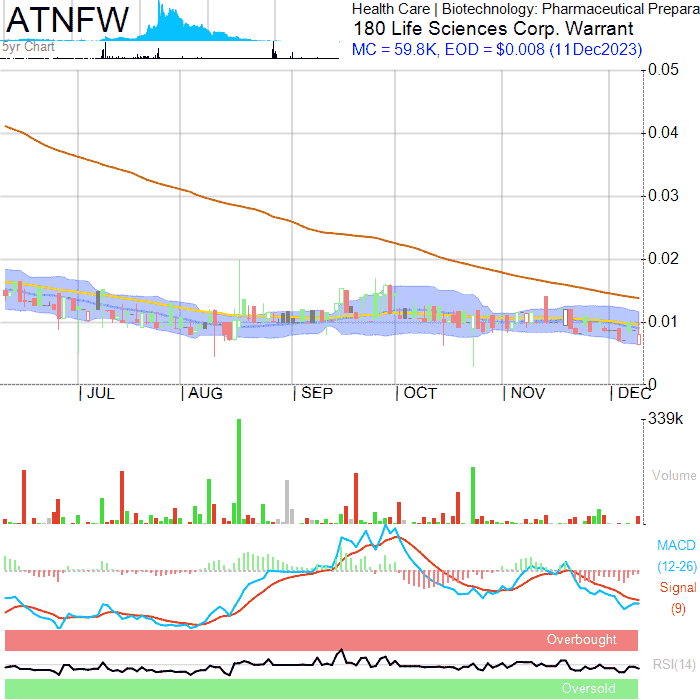 ATNFW
5yr Chart
Health Care | Biotechnology: Pharmaceutical Prepara
180 Life Sciences Corp. Warrant
MC = 59.8K, EOD = $0.008 (11Dec2023)
0.05
0.04
0.03
0.02
0.01
0
JUL AUG SEP OCT NOV DEC
339k
Volume
MACD
(12-26)
Signal
(9)
Overbought
RSI(14)
Oversold